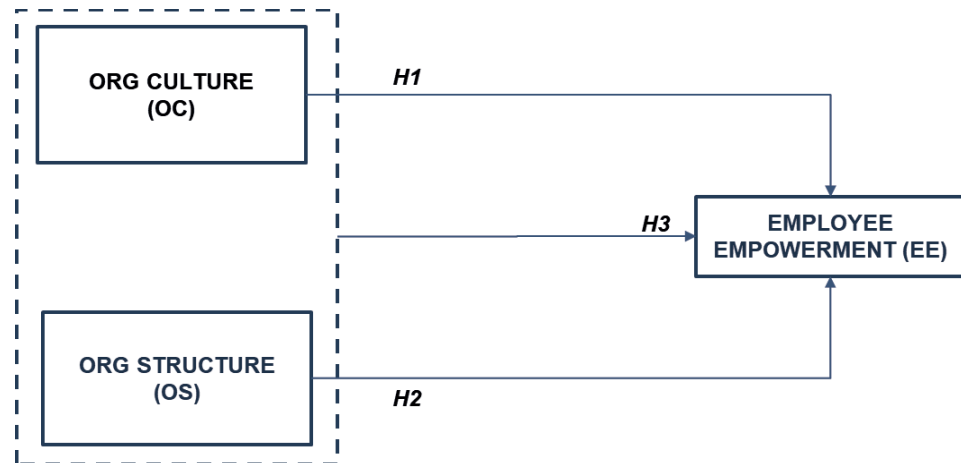 ORG CULTURE
(OC)
H1
H3
EMPLOYEE
EMPOWERMENT (EE)
ORG STRUCTURE
(OS)
H2